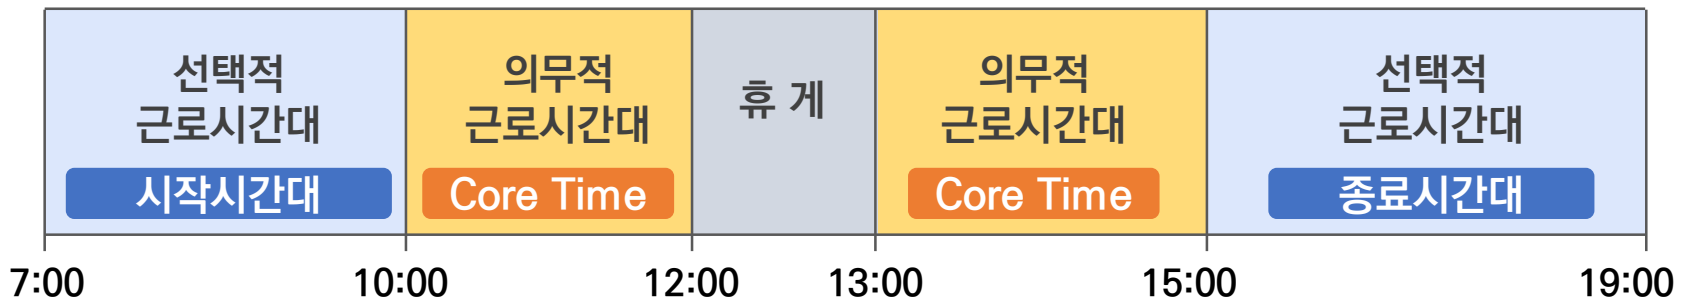 선택적
근로시간대
시작시간대
의무적
근로시간대
Core Time
휴 게
의무적
근로시간대
Core Time
선택적
근로시간대
종료시간대
7:00
10:00
12:00
13:00
15:00
19:00